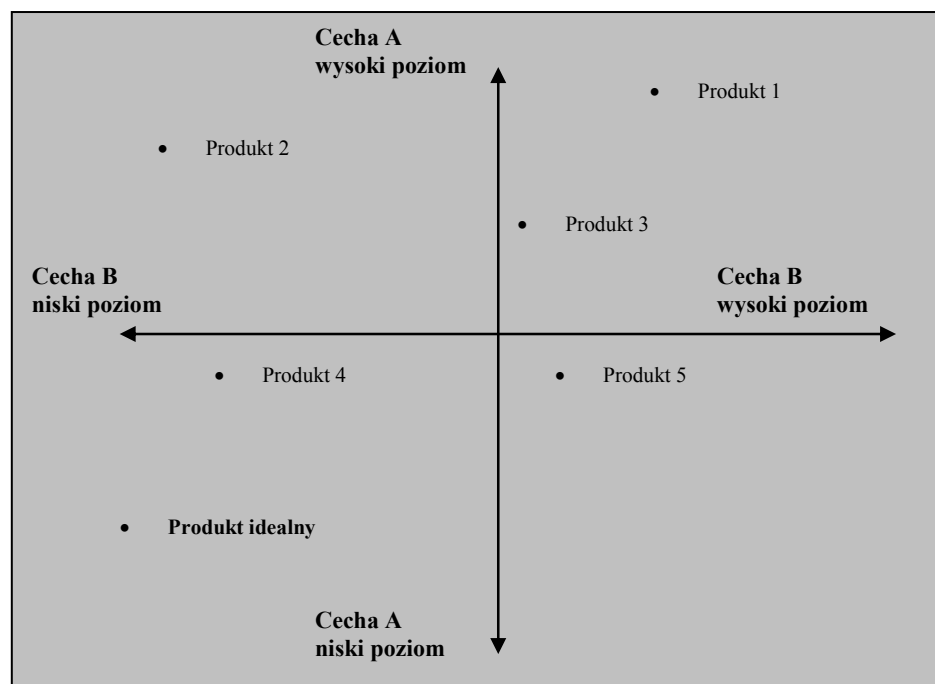 Cecha A
wysoki poziom
• Produkt 1
• Produkt 2
• Produkt 3
Cecha B
niski poziom
Cecha B
wysoki poziom
• Produkt 4
• Produkt 5
• Produkt idealny
Cecha A
niski poziom